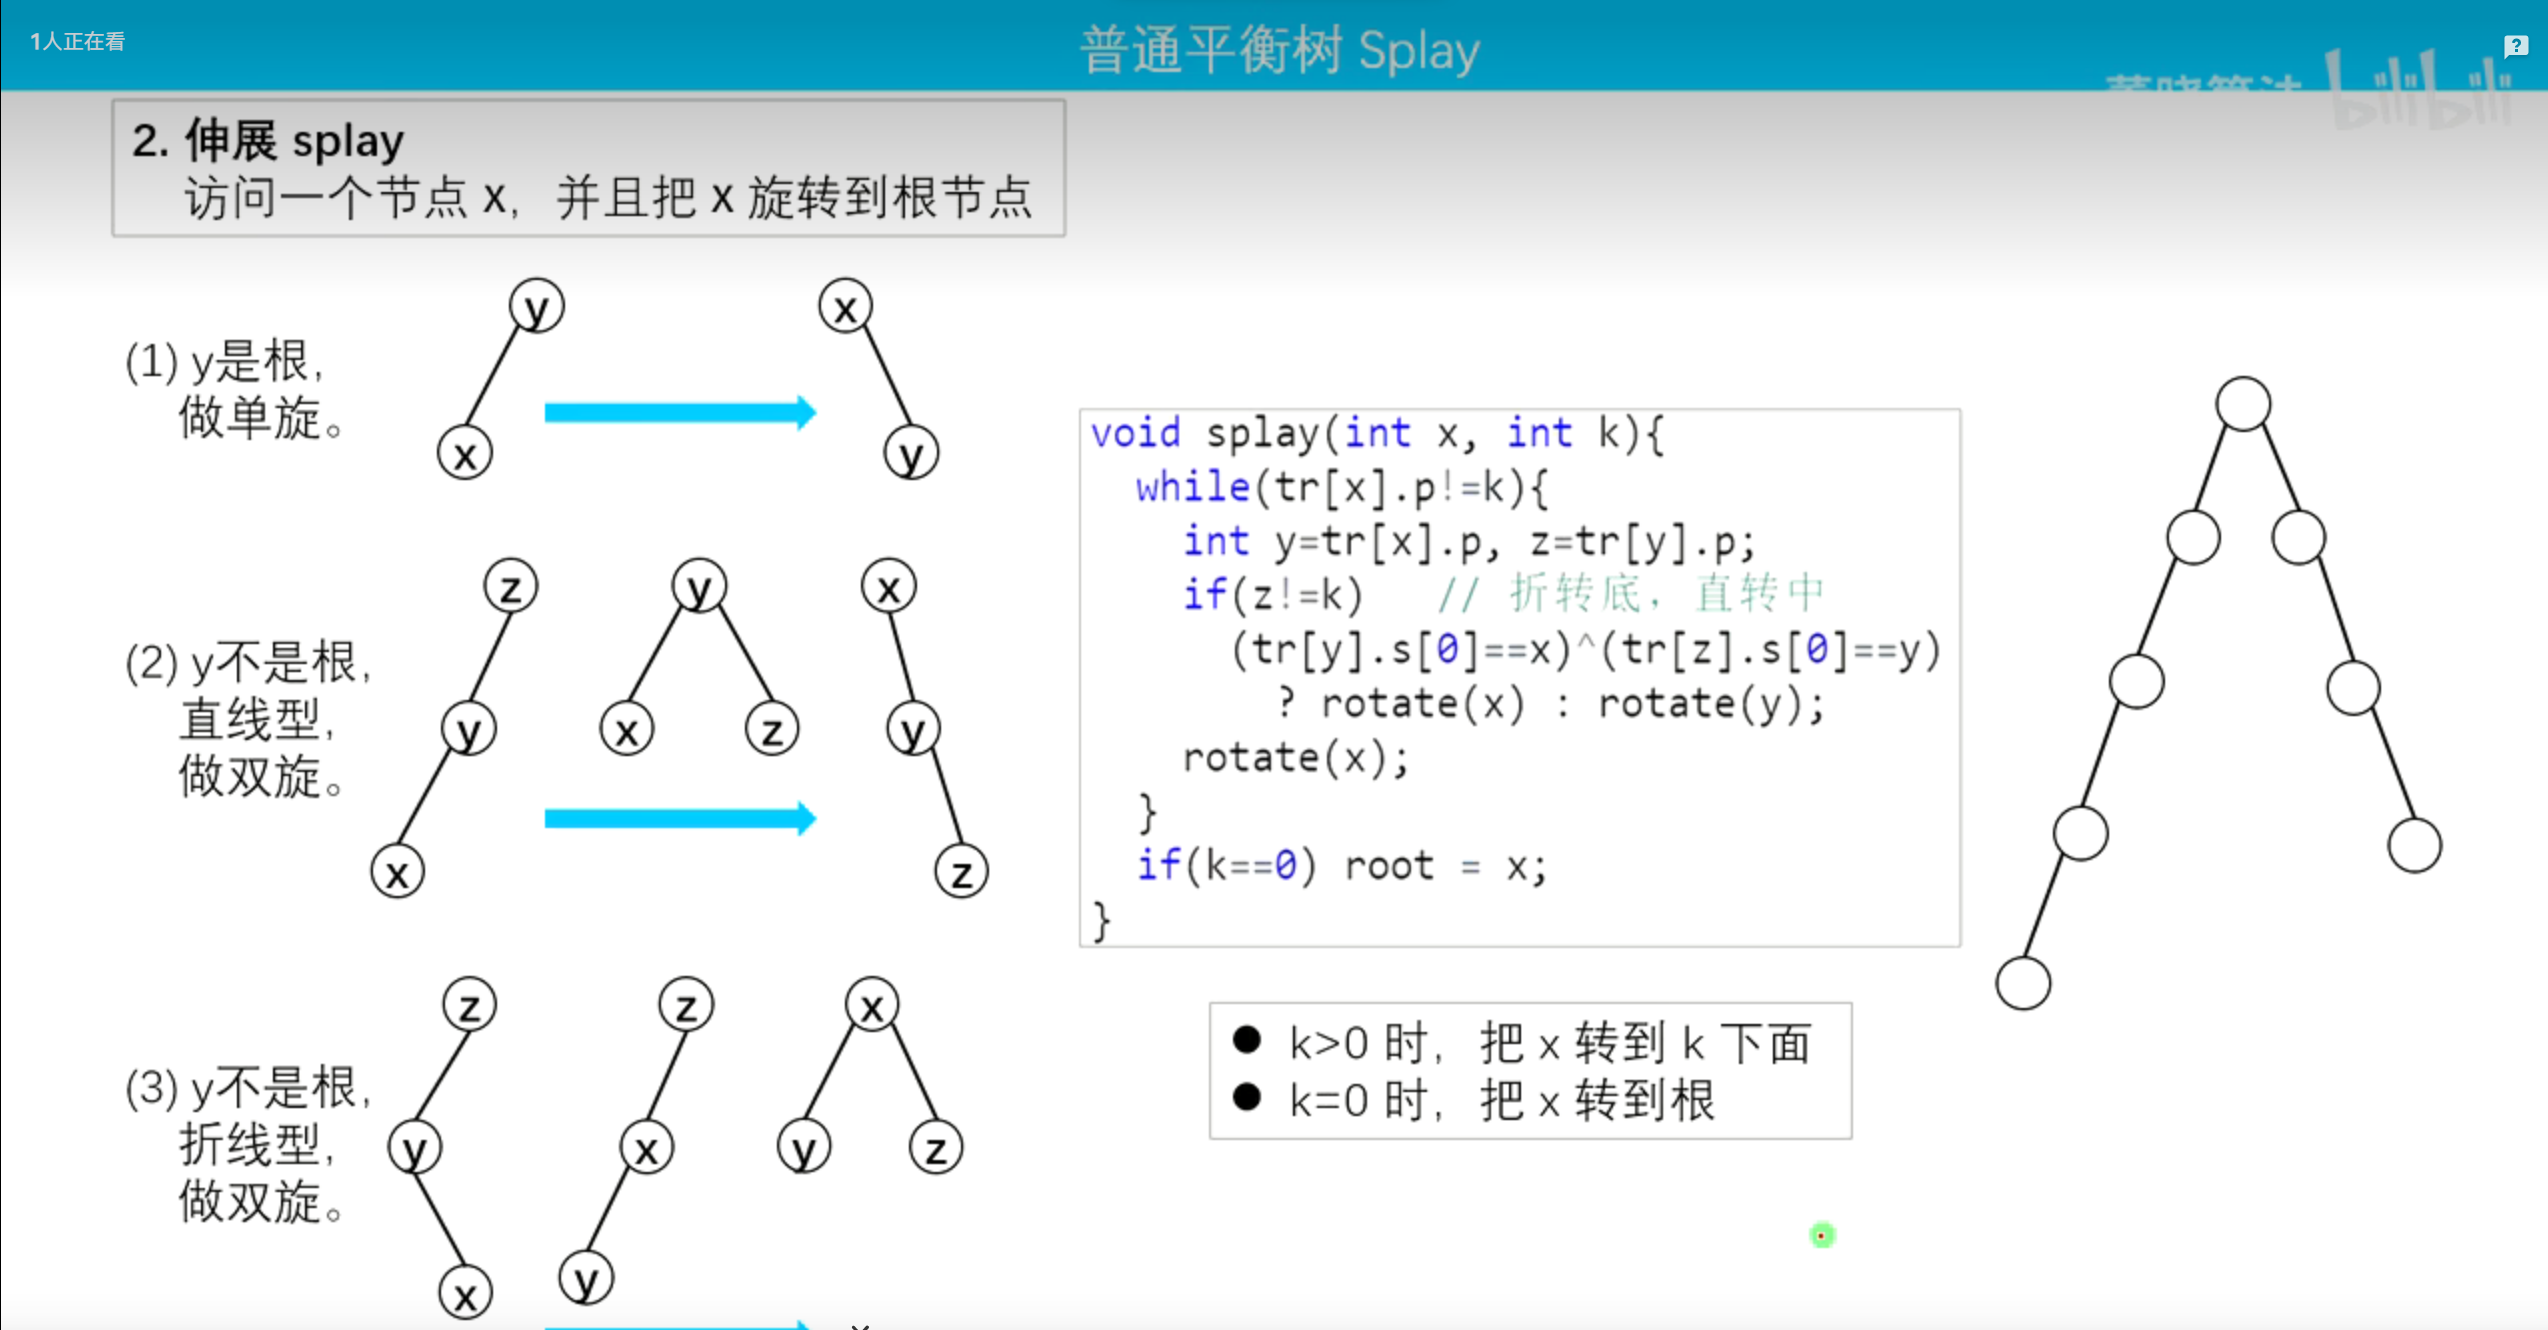 1人正在看
普通平衡树 Splay
董晓算法
bilibili
2. 伸展 splay
访问一个节点 x，并且把 x 旋转到根节点
(1) y是根，
做单旋。
y
x
x
y
(2) y不是根，
直线型，
做双旋。
z
y
x
y
x
z
x
y
z
(3) y不是根，
折线型，
做双旋。
z
y
x
z
x
y
x
y
z
void splay(int x, int k){
while(tr[x].p!=k){
int y=tr[x].p, z=tr[y].p;
if(z!=k) // 折转底，直转中
(tr[y].s[0]==x)^(tr[z].s[0]==y)
? rotate(x) : rotate(y);
rotate(x);
}
if(k==0) root = x;
}
● k>0 时，把 x 转到 k 下面
● k=0 时，把 x 转到根